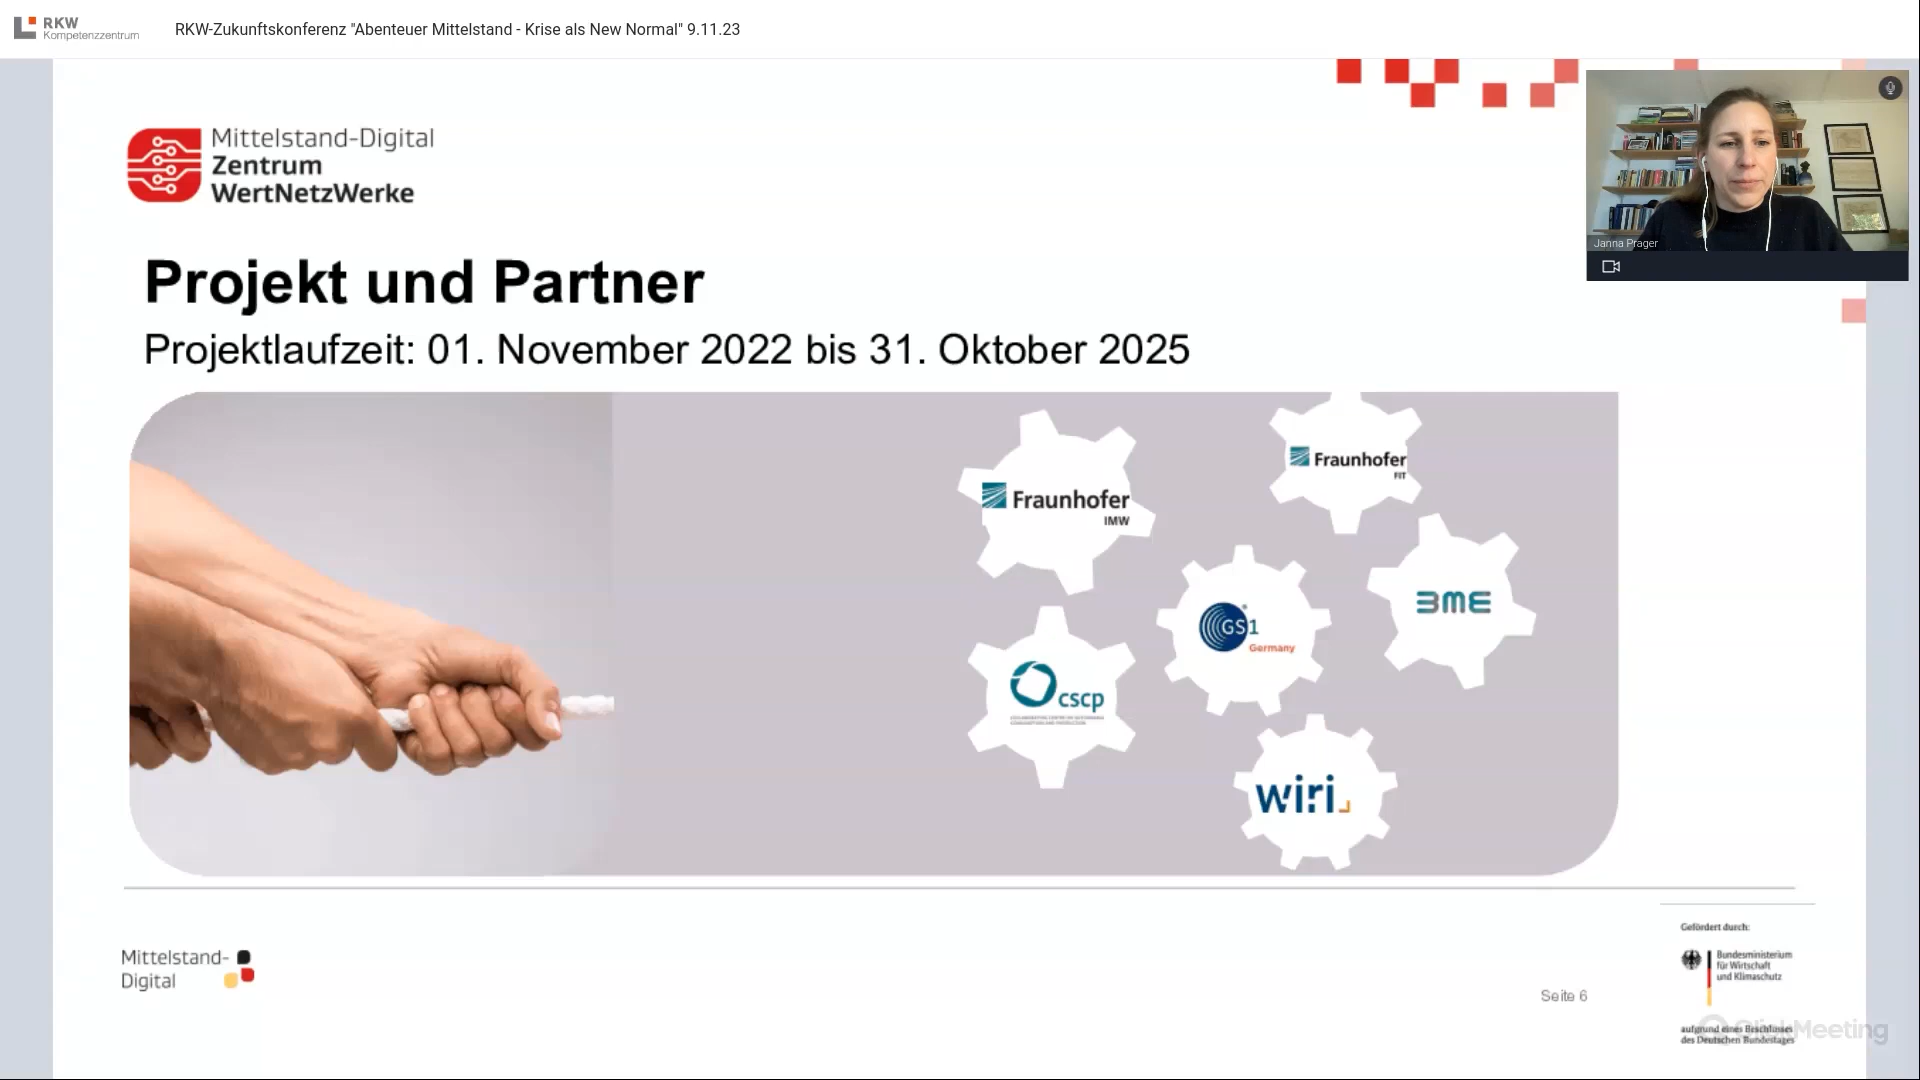 RKW
Kompetenzzentrum
RKW-Zukunftskonferenz "Abenteuer Mittelstand - Krise als New Normal" 9.11.23
Mittelstand-Digital
Zentrum
WertNetzWerke
Janna Prager
Projekt und Partner
Projektlaufzeit: 01. November 2022 bis 31. Oktober 2025
Fraunhofer
IMW
Fraunhofer
FIT
BME
GS1
Germany
cscp
wiri
Mittelstand-
Digital
Seite 6
Gefördert durch:
Bundesministerium
für Wirtschaft
und Klimaschutz
aufgrund eines Beschlusses
des Deutschen Bundestages
ClickMeeting